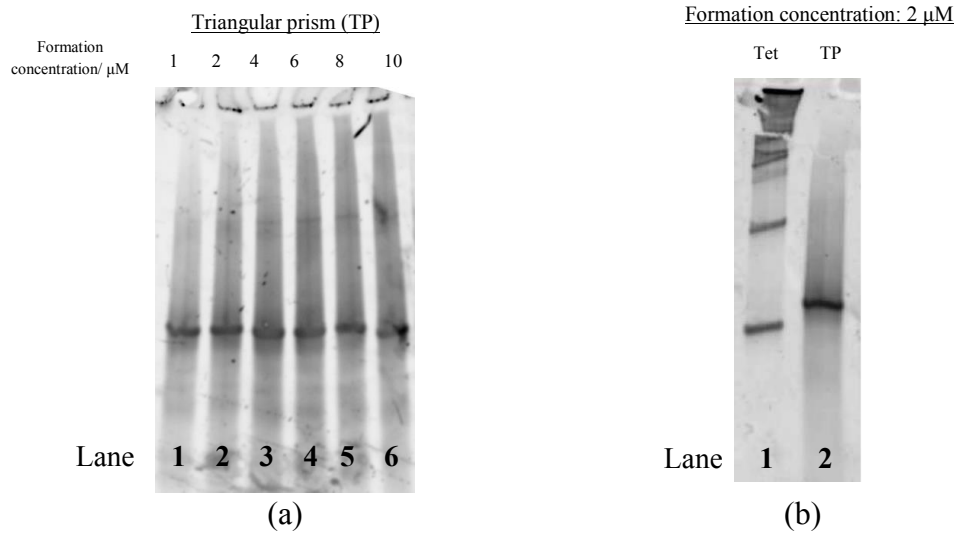 Triangular prism (TP)
Formation
concentration/ μM
1 2 4 6 8 10
Lane 1 2 3 4 5 6
(a)
Formation concentration: 2 μM
Tet TP
Lane 1 2
(b)